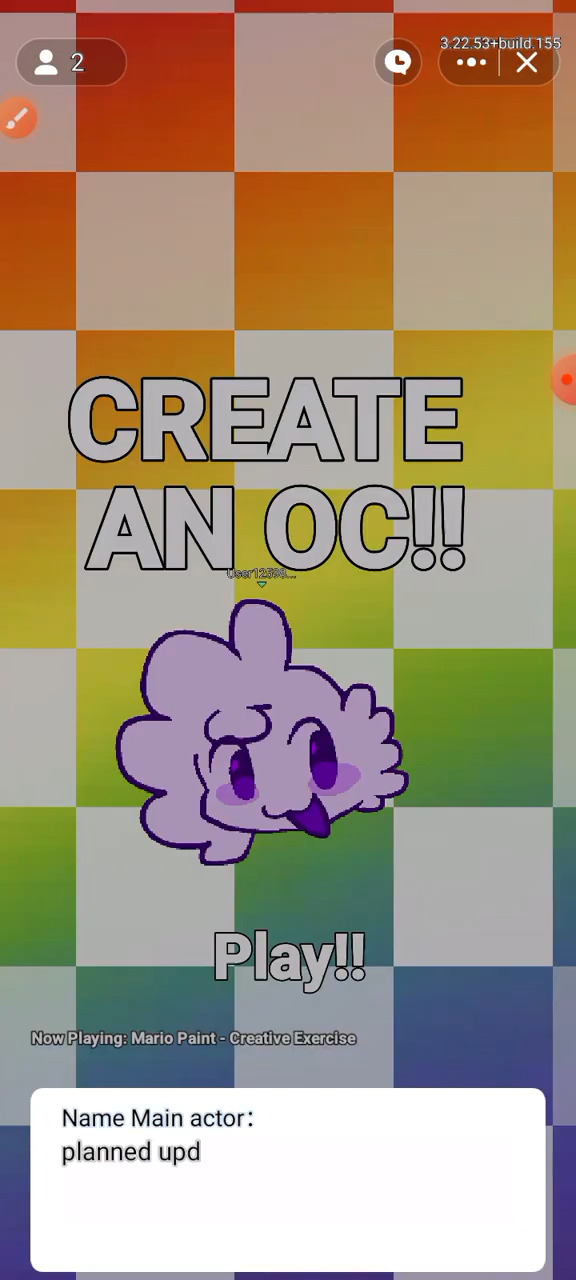 3.22.53+build.155
2
CREATE
AN OC!!
User12598...
Play!!
Now Playing: Mario Paint - Creative Exercise
Name Main actor：
planned upd